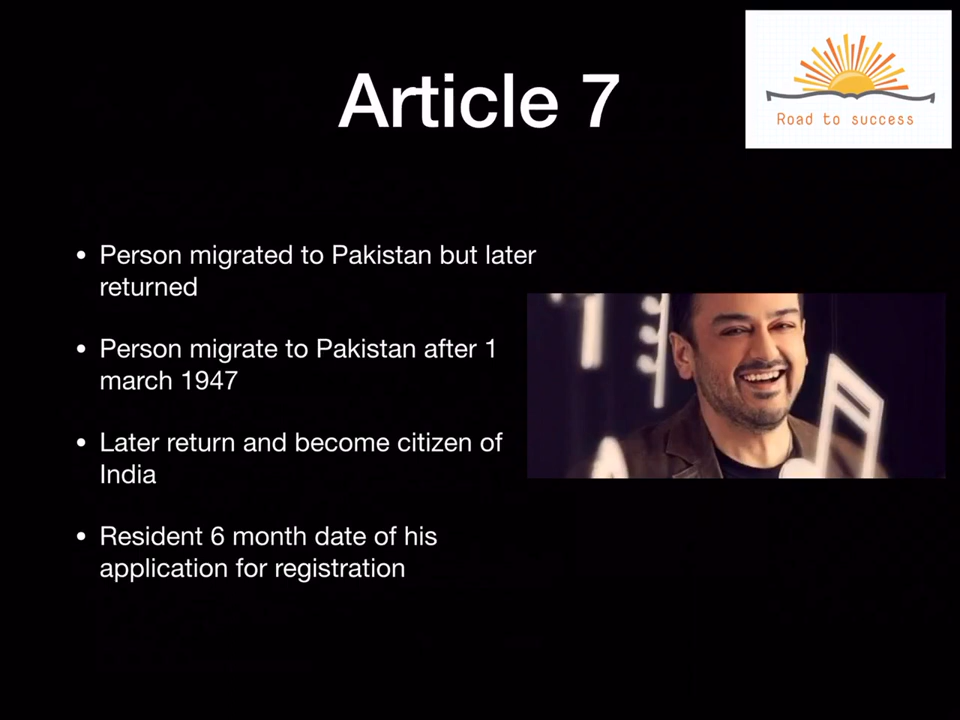 Article 7
Road to success
• Person migrated to Pakistan but later
returned
• Person migrate to Pakistan after 1
march 1947
• Later return and become citizen of
India
• Resident 6 month date of his
application for registration